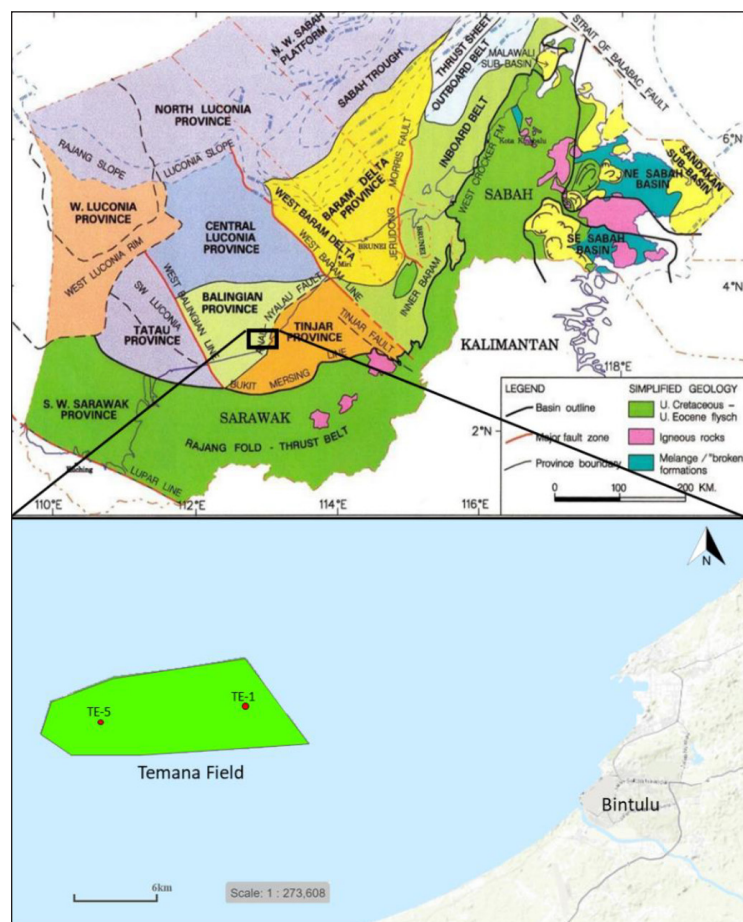 N. W. SABAH
PLATFORM
SABAH TROUGH
THRUST SHEET
OUTBOARD BELT
MALAWALI
SUB-BASIN
STRAIT OF BALABAC FAULT
NORTH LUCONIA
PROVINCE
RAJANG SLOPE
LUCONIA SLOPE
W. LUCONIA
PROVINCE
WEST LUCONIA RIM
CENTRAL
LUCONIA
PROVINCE
BARAM DELTA
PROVINCE
WEST BARAM DELTA
WEST BARAM LINE
MORRIS FAULT
JERUDONG
INBOARD BELT
WEST CROCKER FM
SABAH
6°N
SANDAKAN
SUB-BASIN
NE SABAH
BASIN
SE SABAH
BASIN
BRUNEI
BRUNEI
Miri
BALINGIAN
PROVINCE
NYALAU FAULT
WEST BALINGIAN LINE
SW LUCONIA
TATAU
PROVINCE
TINJAR
PROVINCE
TINJAR FAULT
INNER BARAM
4°N
KALIMANTAN
118°E
BUKIT MERSING LINE
S. W. SARAWAK
PROVINCE
SARAWAK
RAJANG FOLD - THRUST BELT
LUPAR LINE
2°N
LEGEND
Basin outline
Major fault zone
Province boundary
SIMPLIFIED GEOLOGY
U. Cretaceous –
U. Eocene flysch
Igneous rocks
Melange / "broken"
formations
0 100 200 KM.
110°E 112°E 114°E 116°E
N
TE-5
TE-1
Temana Field
Bintulu
6km
Scale: 1 : 273,608